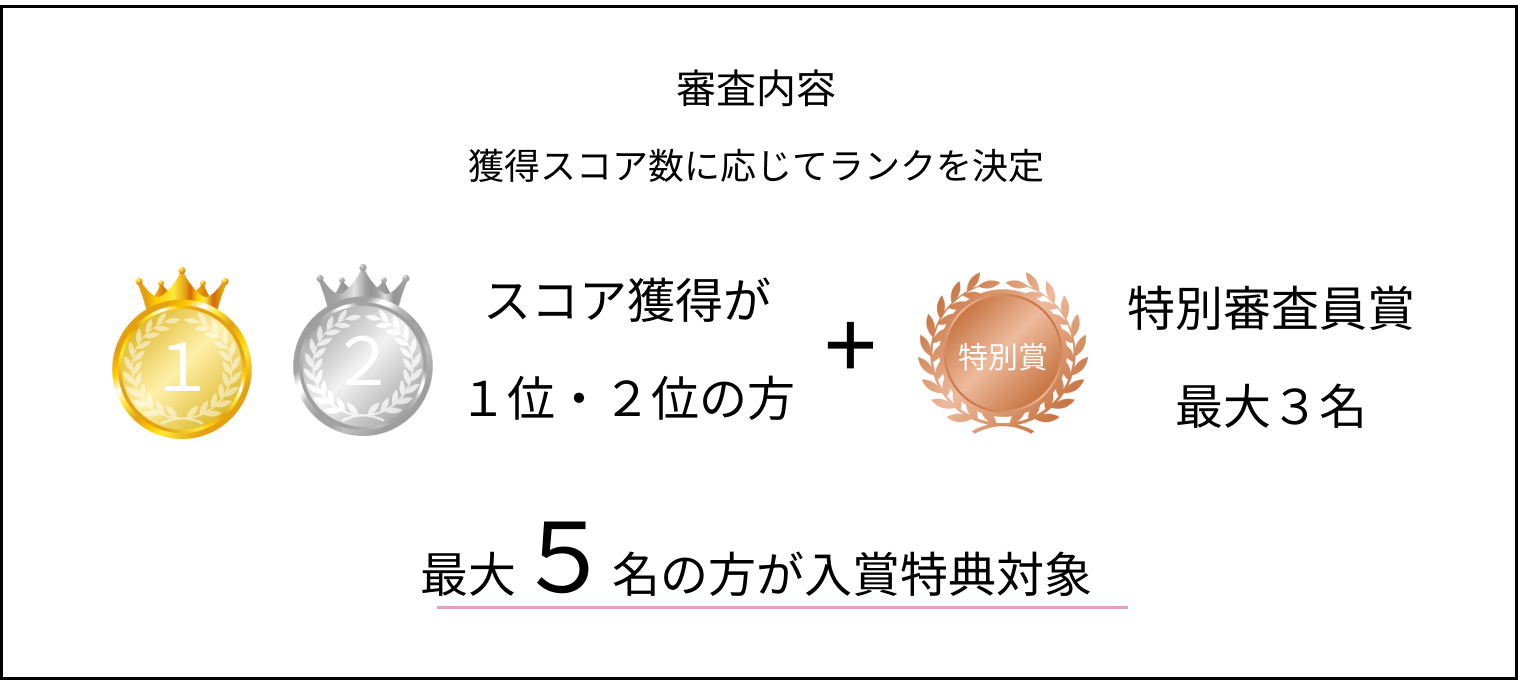 審査内容
獲得スコア数に応じてランクを決定
1
2
スコア獲得が
１位・２位の方
+
特別賞
特別審査員賞
最大３名
最大 5 名の方が入賞特典対象